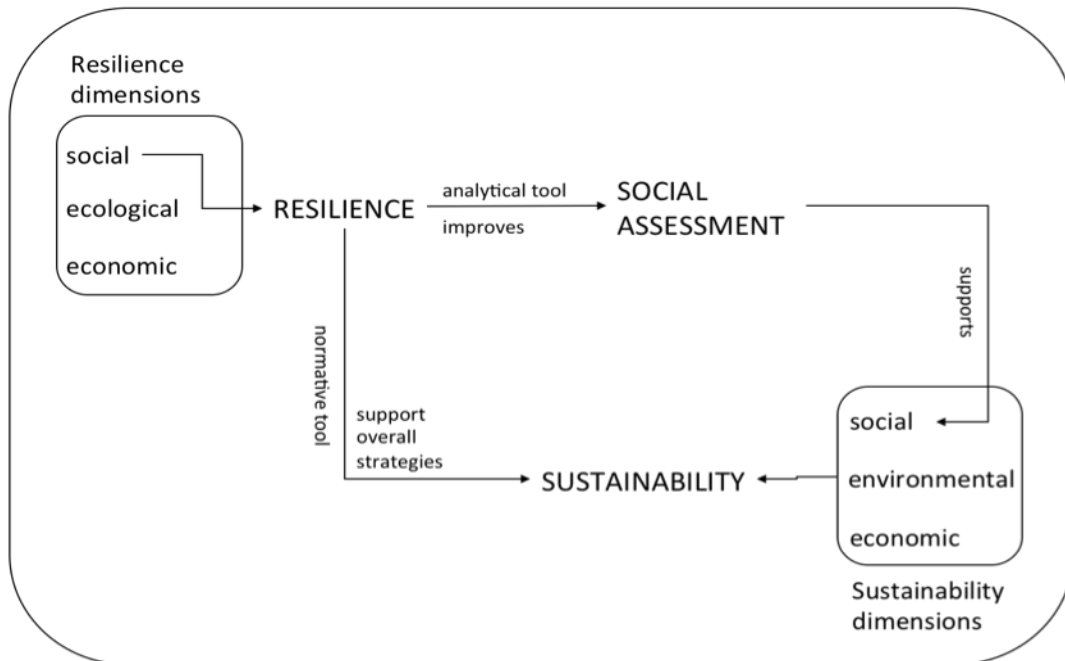 Resilience
dimensions
social
ecological
economic
RESILIENCE
analytical tool
improves
SOCIAL
ASSESSMENT
supports
normative tool
support
overall
strategies
SUSTAINABILITY
social
environmental
economic
Sustainability
dimensions